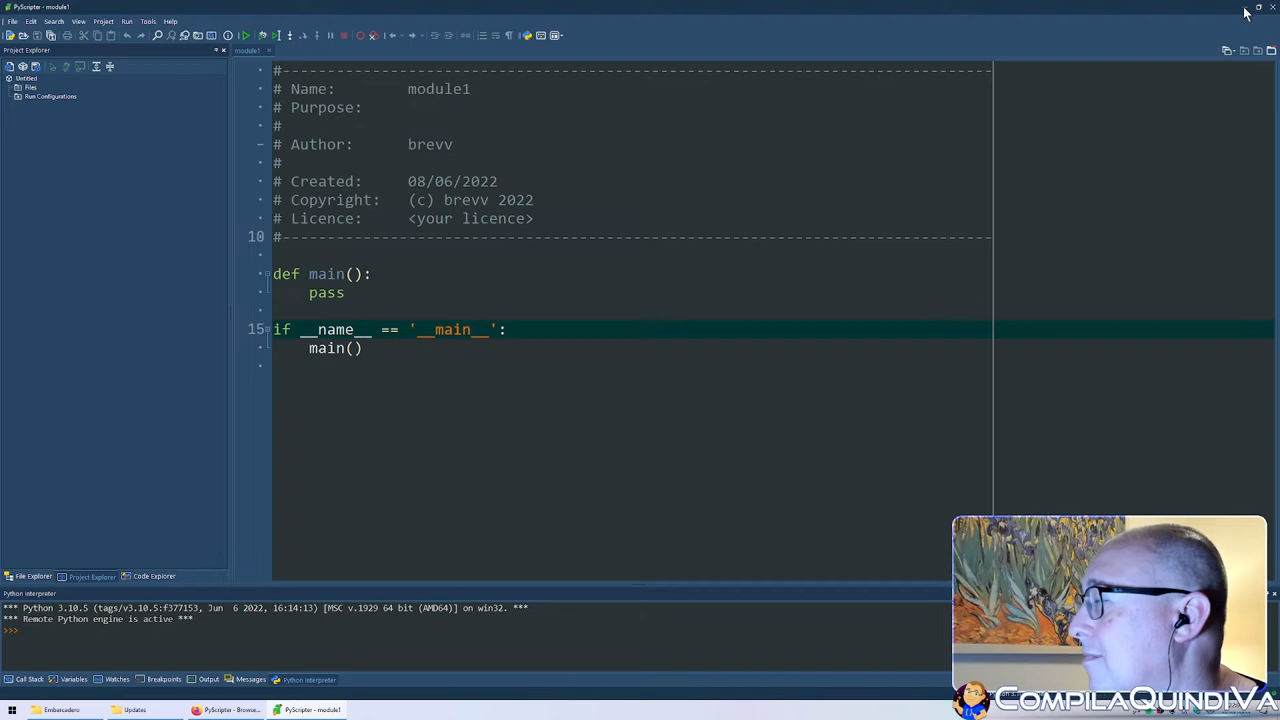 PyScripter - module1
File Edit Search View Project Run Tools Help
Project Explorer
module1
Untitled
Files
Run Configurations
#------------------------------------------------------------------------------
# Name: module1
# Purpose:
#
# Author: brevv
#
# Created: 08/06/2022
# Copyright: (c) brevv 2022
# Licence: <your licence>
10 #------------------------------------------------------------------------------
def main():
pass
15 if __name__ == '__main__':
main()
File Explorer Project Explorer Code Explorer
Python Interpreter
*** Python 3.10.5 (tags/v3.10.5:f377153, Jun 6 2022, 16:14:13) [MSC v.1929 64 bit (AMD64)] on win32. ***
*** Remote Python engine is active ***
>>>
Call Stack Variables Watches Breakpoints Output Messages Python Interpreter
Embarcadero Updates PyScripter - Browse... PyScripter - module1
COMPILAQUINDIVA